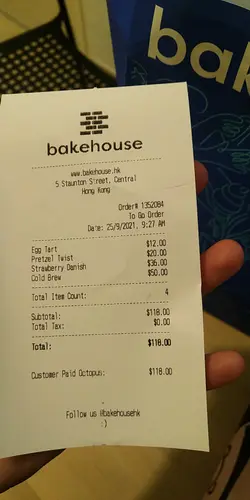 bak
bakehouse
www.bakehouse.hk
5 Staunton Street, Central
Hong Kong
Order# 1352084
To Go Order
Date: 25/9/2021, 9:27 AM
Egg Tart $12.00
Pretzel Twist $20.00
Strawberry Danish $36.00
Cold Brew $50.00
Total Item Count: 4
Subtotal: $118.00
Total Tax: $0.00
Total: $118.00
Customer Paid Octopus: $118.00
Follow us @bakehousehk
:)